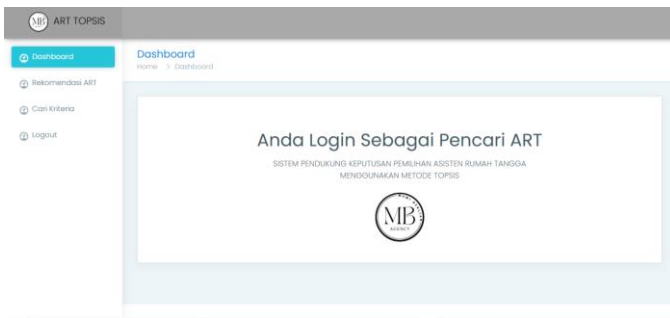 MB ART TOPSIS
Dashboard
Rekomendasi ART
Cari Kriteria
Logout
Dashboard
Home > Dashboard
Anda Login Sebagai Pencari ART
SISTEM PENDUKUNG KEPUTUSAN PEMILIHAN ASISTEN RUMAH TANGGA
MENGGUNAKAN METODE TOPSIS
MB
AGENCY